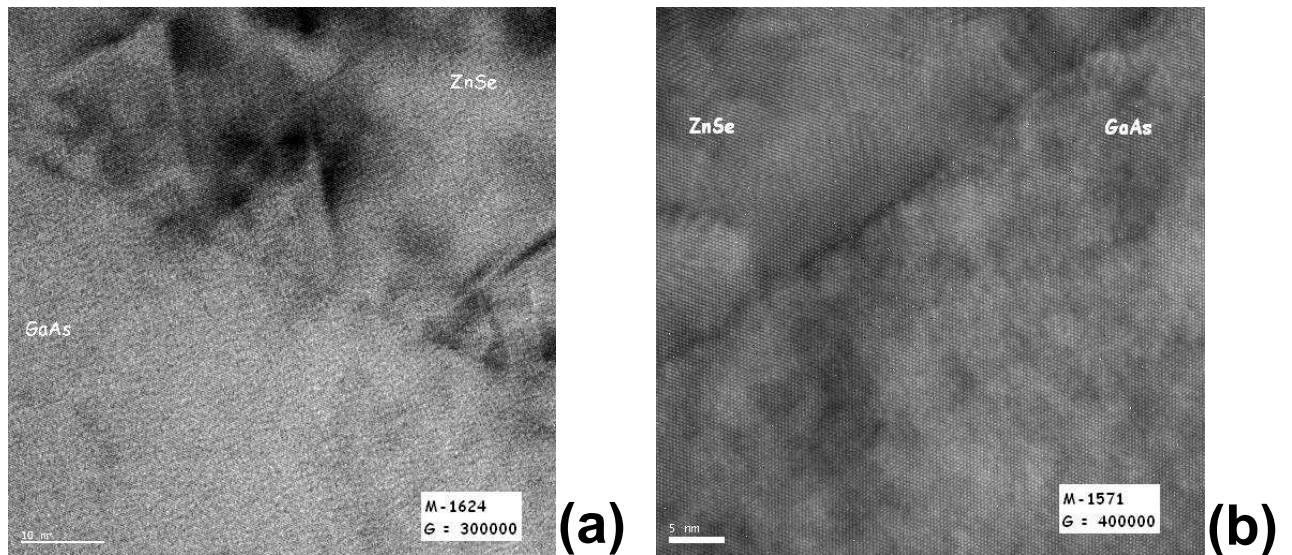 ZnSe
GaAs
M-1624
G = 300000
10 nm
(a)
ZnSe
GaAs
M-1571
G = 400000
5 nm
(b)